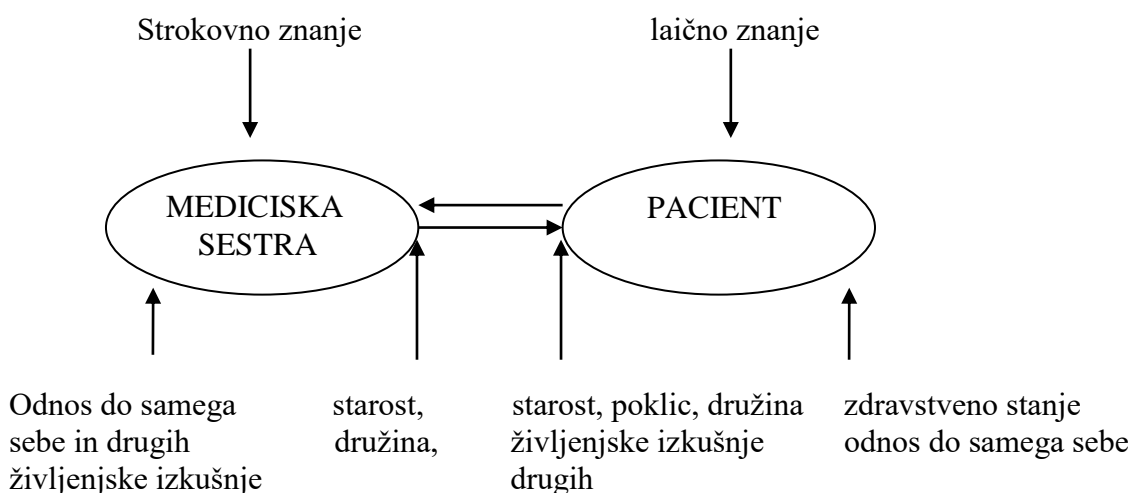 Strokovno znanje
laično znanje
MEDICISKA
SESTRA
PACIENT
Odnos do samega
sebe in drugih
življenjske izkušnje
starost,
družina,
starost, poklic, družina
življenjske izkušnje
drugih
zdravstveno stanje
odnos do samega sebe